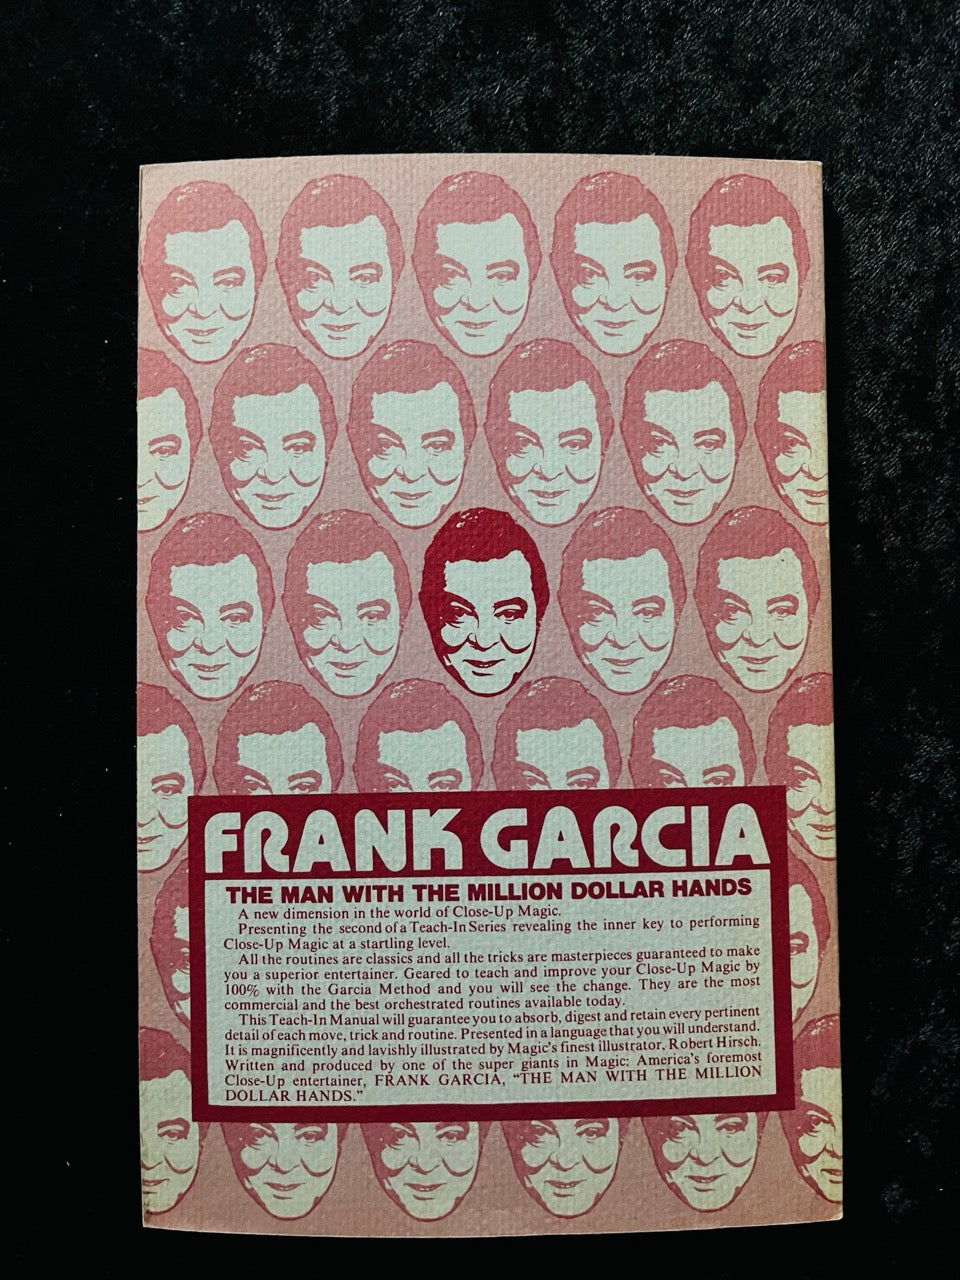 FRANK GARCIA
THE MAN WITH THE MILLION DOLLAR HANDS
A new dimension in the world of Close-Up Magic.
Presenting the second of a Teach-In Series revealing the inner key to performing
Close-Up Magic at a startling level.
All the routines are classics and all the tricks are masterpieces guaranteed to make
you a superior entertainer. Geared to teach and improve your Close-Up Magic by
100% with the Garcia Method and you will see the change. They are the most
commercial and the best orchestrated routines available today.
This Teach-In Manual will guarantee you to absorb, digest and retain every pertinent
detail of each move, trick and routine. Presented in a language that you will understand.
It is magnificently and lavishly illustrated by Magic's finest illustrator, Robert Hirsch.
Written and produced by one of the super giants in Magic: America's foremost
Close-Up entertainer, FRANK GARCIA, “THE MAN WITH THE MILLION
DOLLAR HANDS.”